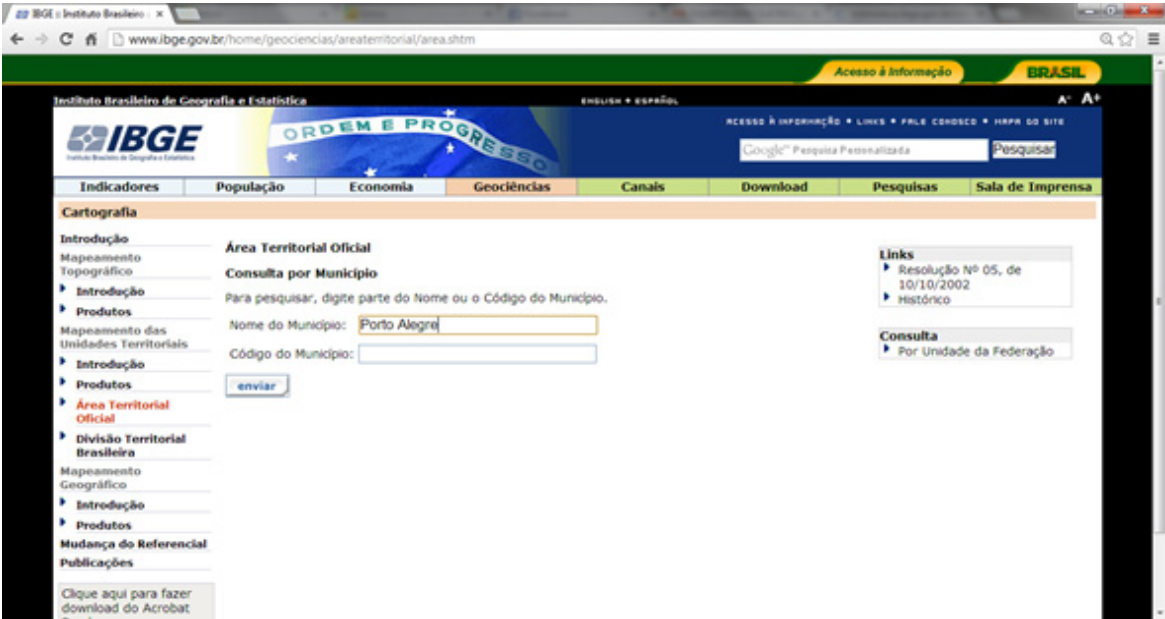 IBGE :: Instituto Brasileiro
www.ibge.gov.br/home/geociencias/areaterritorial/area.shtm
Acesso à Informação
BRASIL
Instituto Brasileiro de Geografia e Estatística
ENGLISH + ESPAÑOL
A- A+
ACESSO À INFORMAÇÃO • LINKS • FALE CONOSCO • MAPA DO SITE
IBGE
Instituto Brasileiro de Geografia e Estatística
ORDEM E PROGRESSO
Google™ Pesquisa Personalizada
Pesquisar
Indicadores População Economia Geociências Canais Download Pesquisas Sala de Imprensa
Cartografia
Introdução
Mapeamento
Topográfico
Introdução
Produtos
Mapeamento das
Unidades Territoriais
Introdução
Produtos
Área Territorial
Oficial
Divisão Territorial
Brasileira
Mapeamento
Geográfico
Introdução
Produtos
Mudança do Referencial
Publicações
Clique aqui para fazer
download do Acrobat
Área Territorial Oficial
Consulta por Município
Para pesquisar, digite parte do Nome ou o Código do Município.
Nome do Município: Porto Alegre
Código do Município:
enviar
Links
Resolução Nº 05, de
10/10/2002
Histórico
Consulta
Por Unidade da Federação